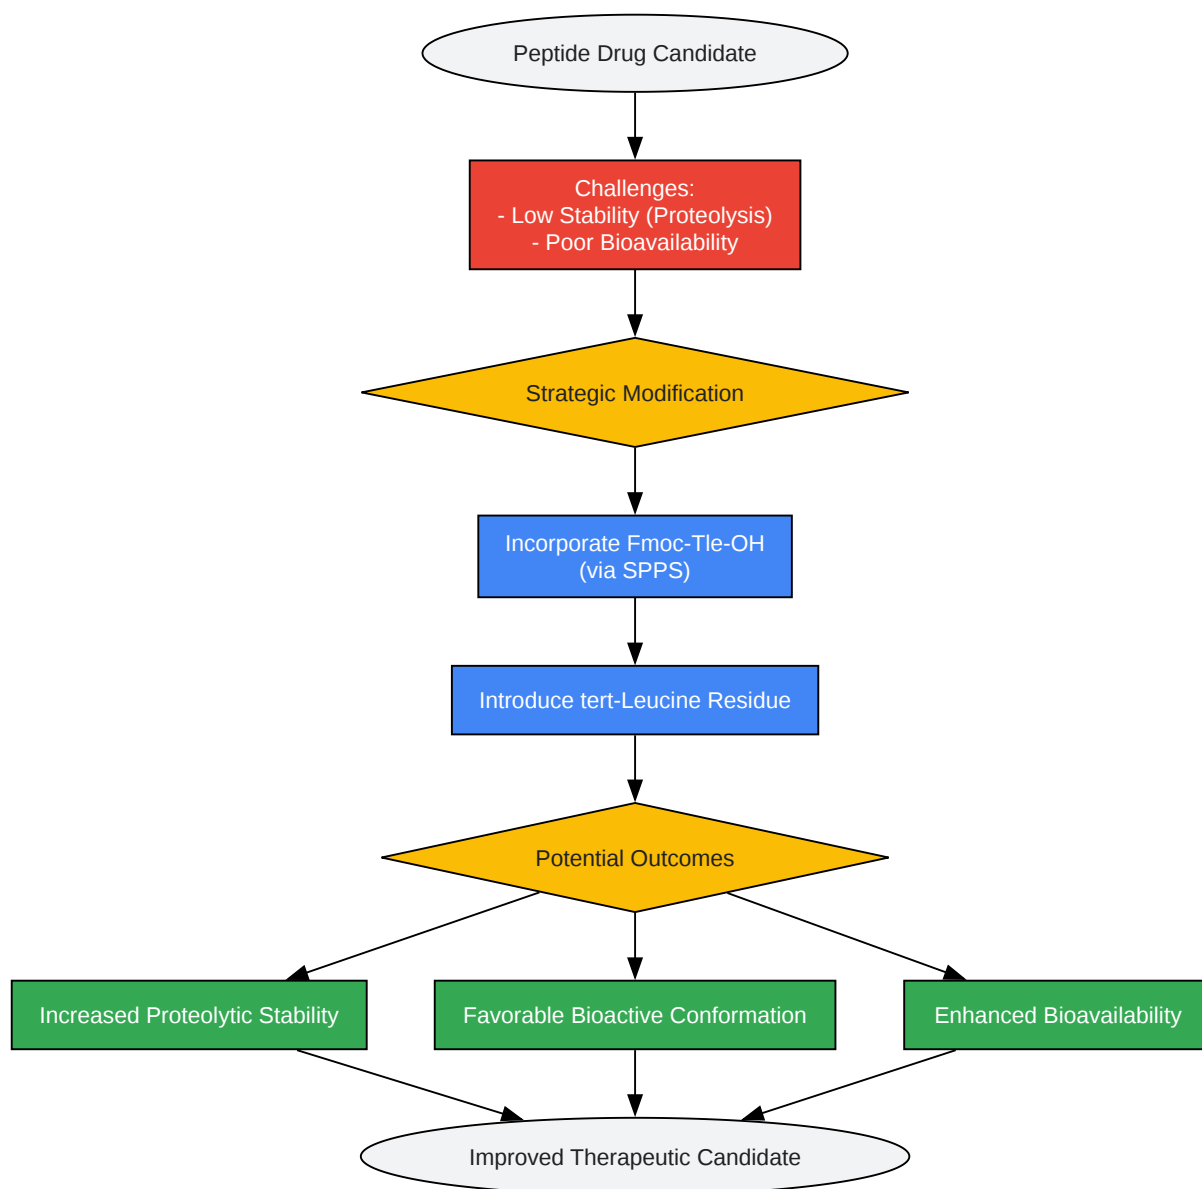 Peptide Drug Candidate
Challenges:
- Low Stability (Proteolysis)
- Poor Bioavailability
Strategic Modification
Incorporate Fmoc-Tle-OH
(via SPPS)
Introduce tert-Leucine Residue
Potential Outcomes
Increased Proteolytic Stability
Favorable Bioactive Conformation
Enhanced Bioavailability
Improved Therapeutic Candidate